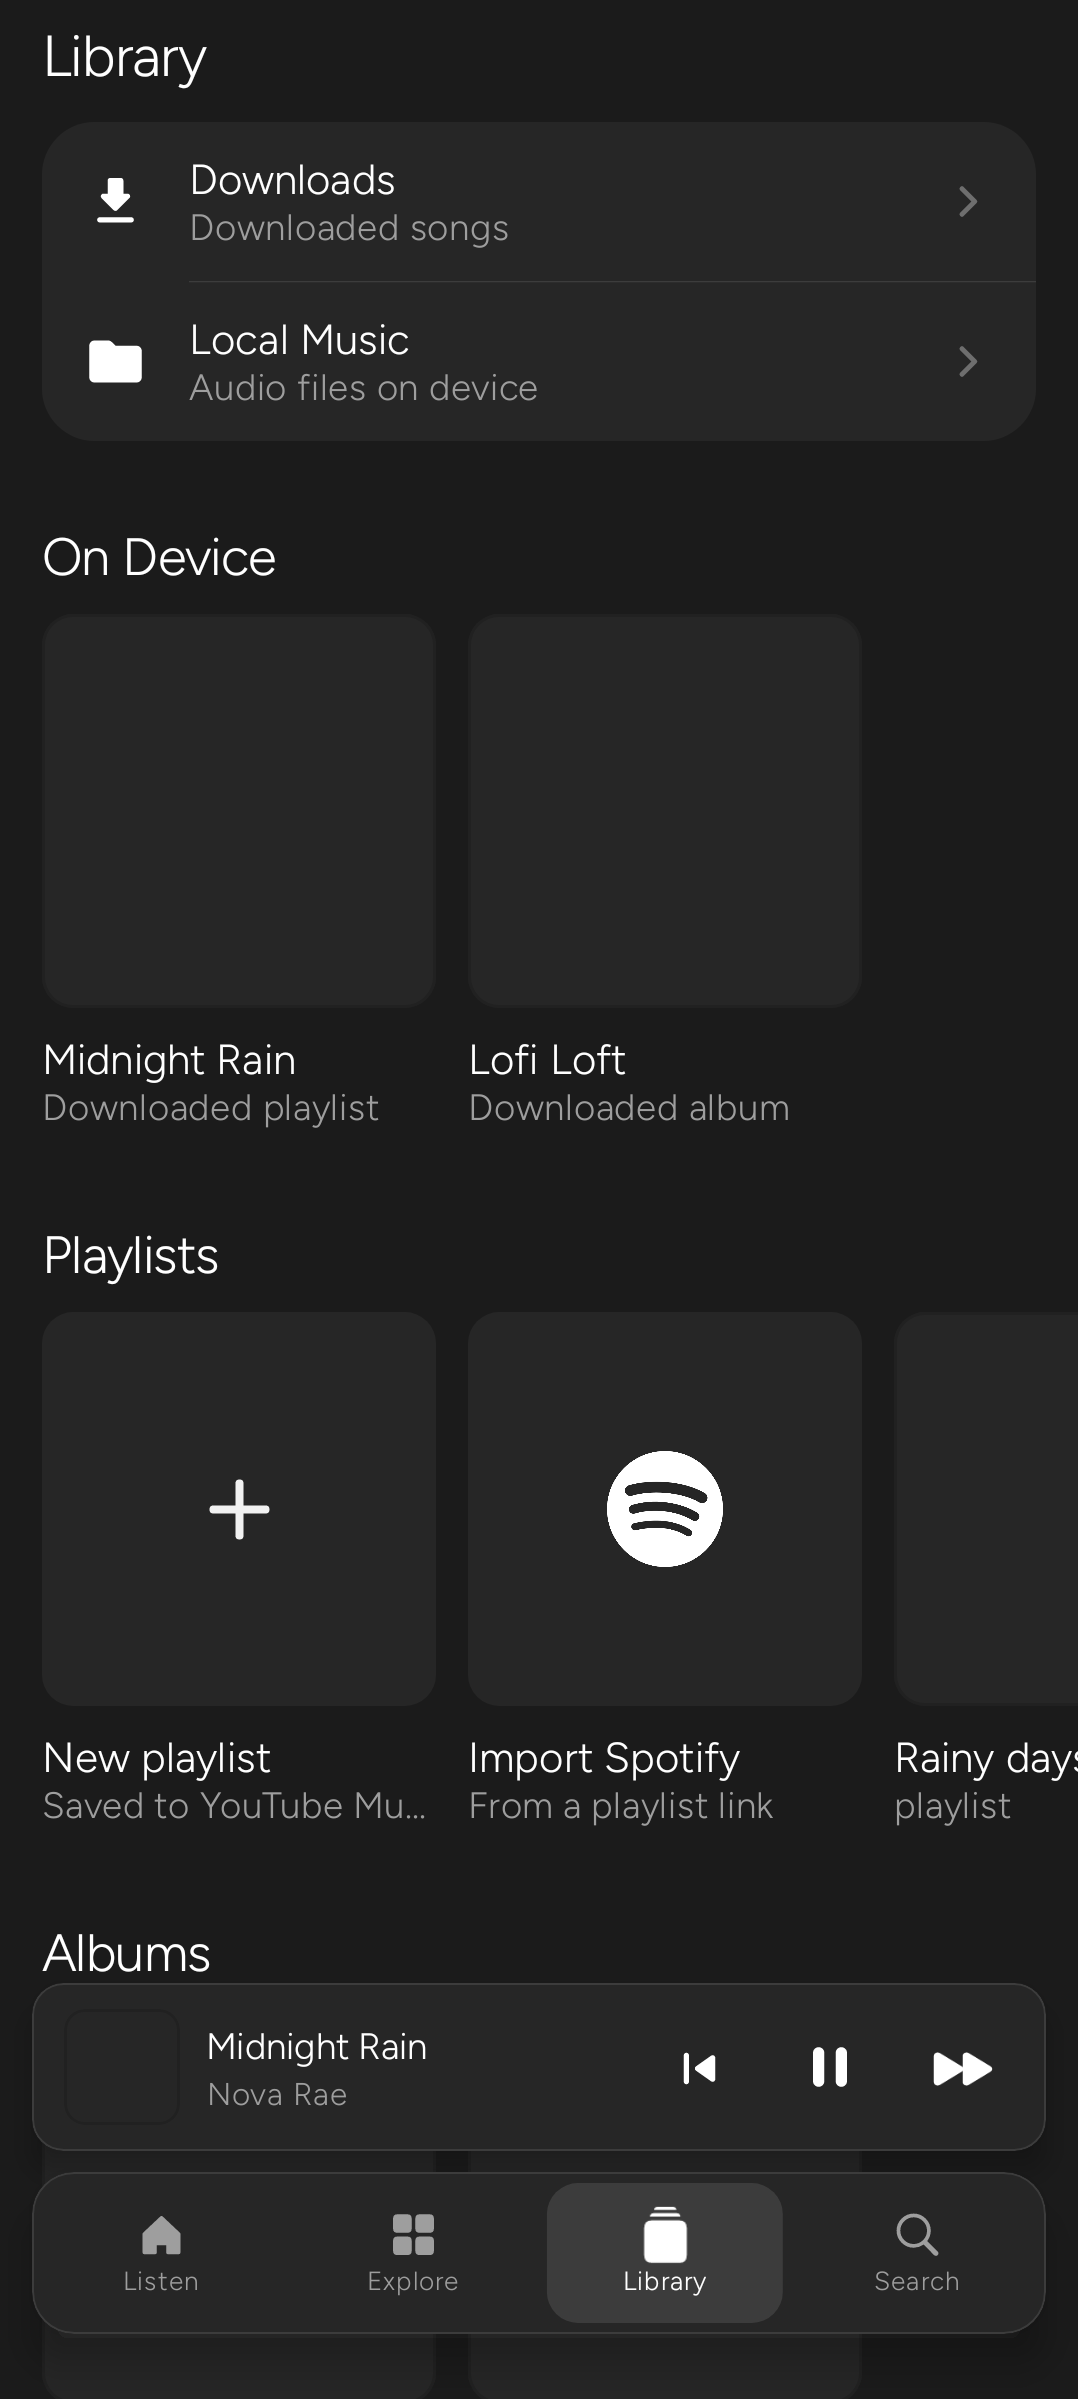 Library
Downloads
Downloaded songs
Local Music
Audio files on device
On Device
Midnight Rain
Downloaded playlist
Lofi Loft
Downloaded album
Playlists
New playlist
Saved to YouTube Mu...
Import Spotify
From a playlist link
Rainy days
playlist
Albums
Midnight Rain
Nova Rae
Listen
Explore
Library
Search